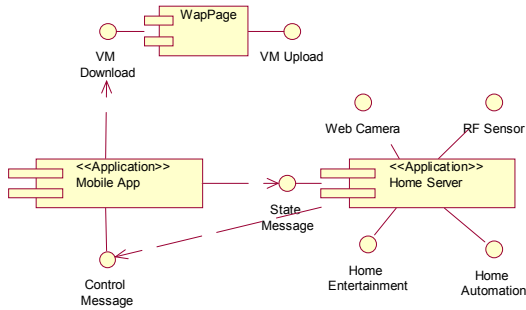 WapPage
VM
Download
VM Upload
Web Camera
RF Sensor
<<Application>>
Mobile App
<<Application>>
Home Server
State
Message
Control
Message
Home
Entertainment
Home
Automation